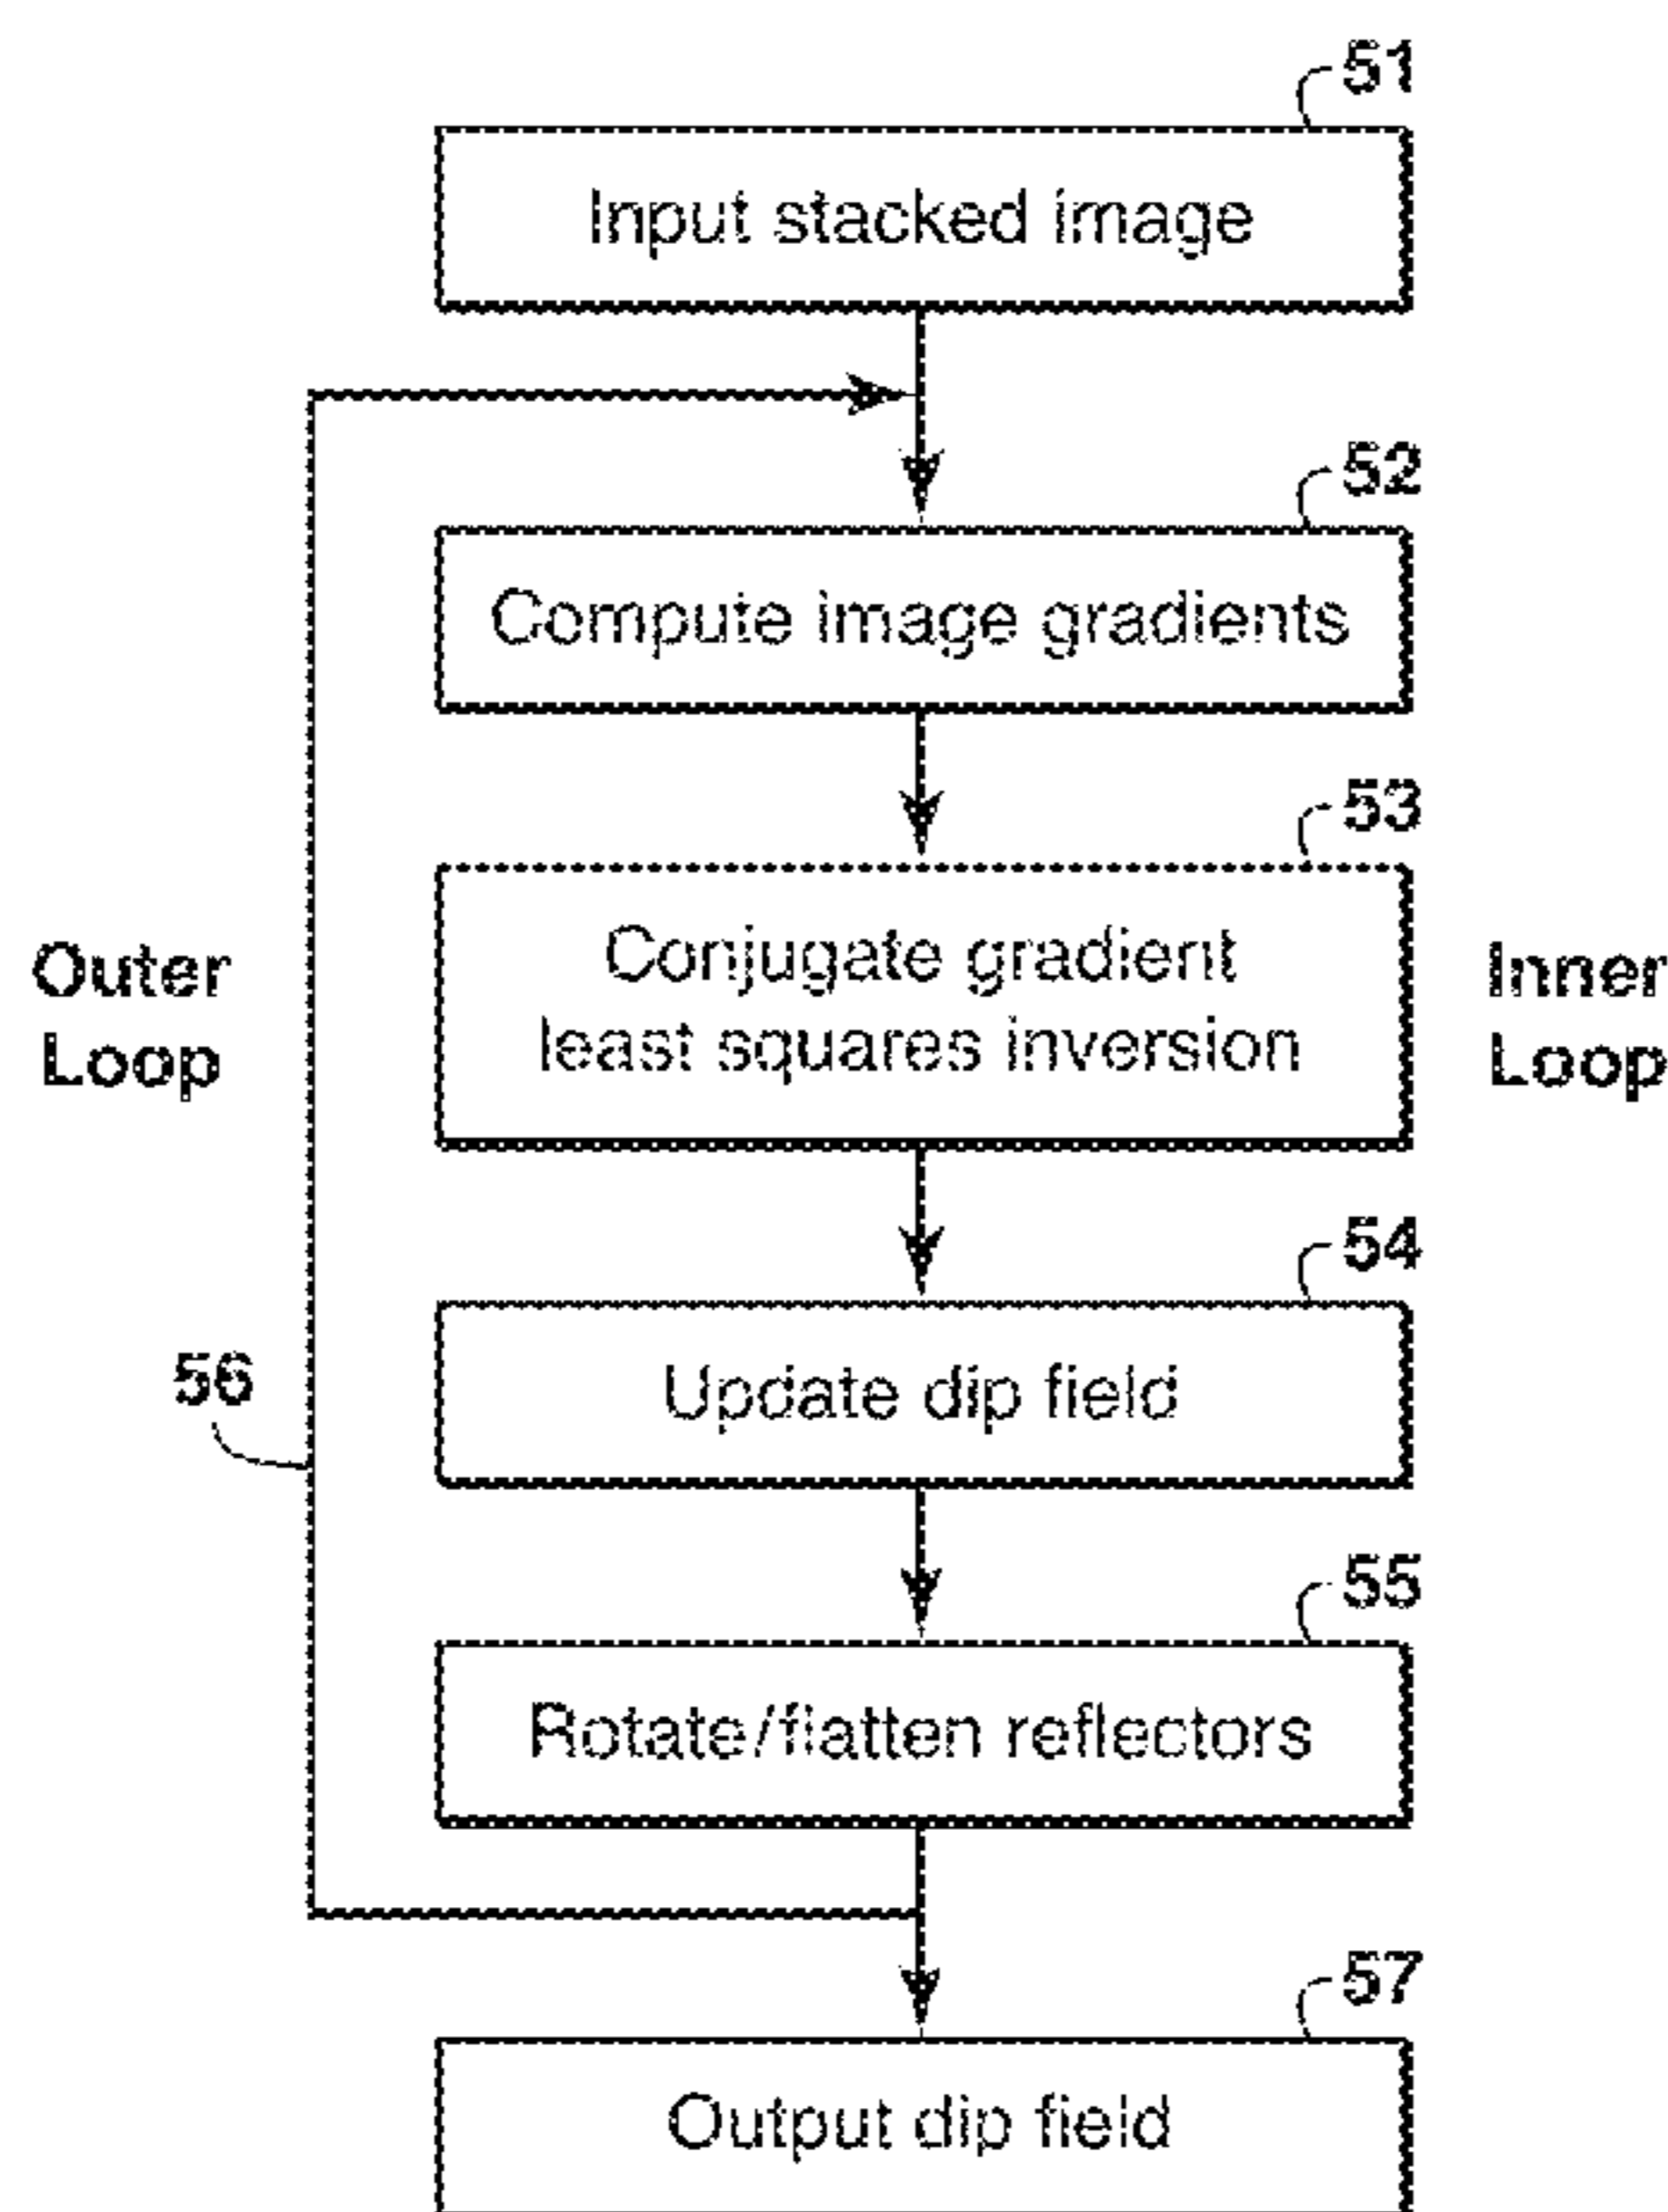 51
Input stacked image
52
Compute image gradients
53
Outer
Loop
Conjugate gradient
least squares inversion
Inner
Loop
54
56
Update dip field
55
Rotate/flatten reflectors
57
Output dip field